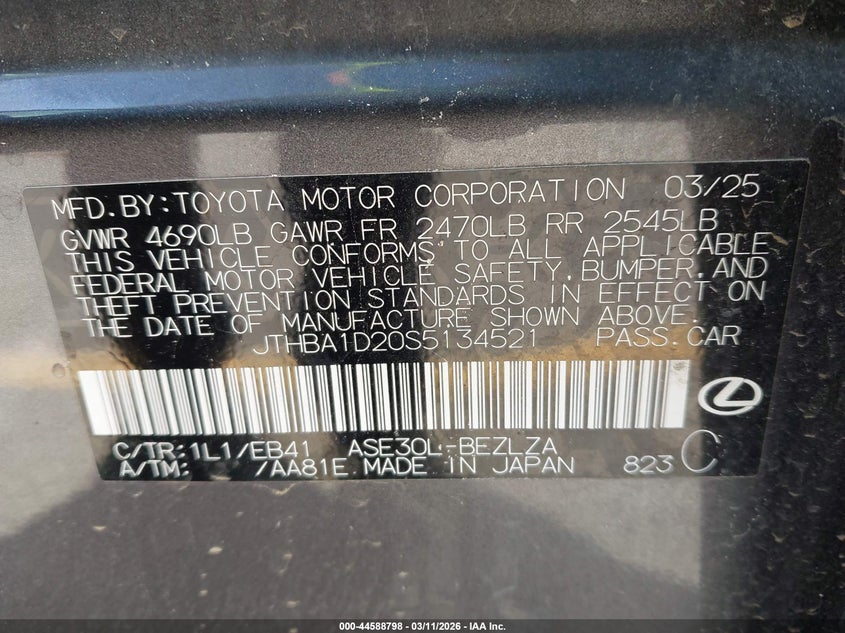 MFD.BY:TOYOTA MOTOR CORPORATION 03/25
GVWR 4690LB GAWR FR 2470LB RR 2545LB
THIS VEHICLE CONFORMS TO ALL APPLICABLE
FEDERAL MOTOR VEHICLE SAFETY,BUMPER,AND
THEFT PREVENTION STANDARDS IN EFFECT ON
THE DATE OF MANUFACTURE SHOWN ABOVE.
JTHBA1D20S5134521 PASS.CAR
C/TR:1L1/EB41 ASE30L-BEZLZA
A/TM: /AA81E MADE IN JAPAN 823 C
000-44588798 - 03/11/2026 - IAA Inc.